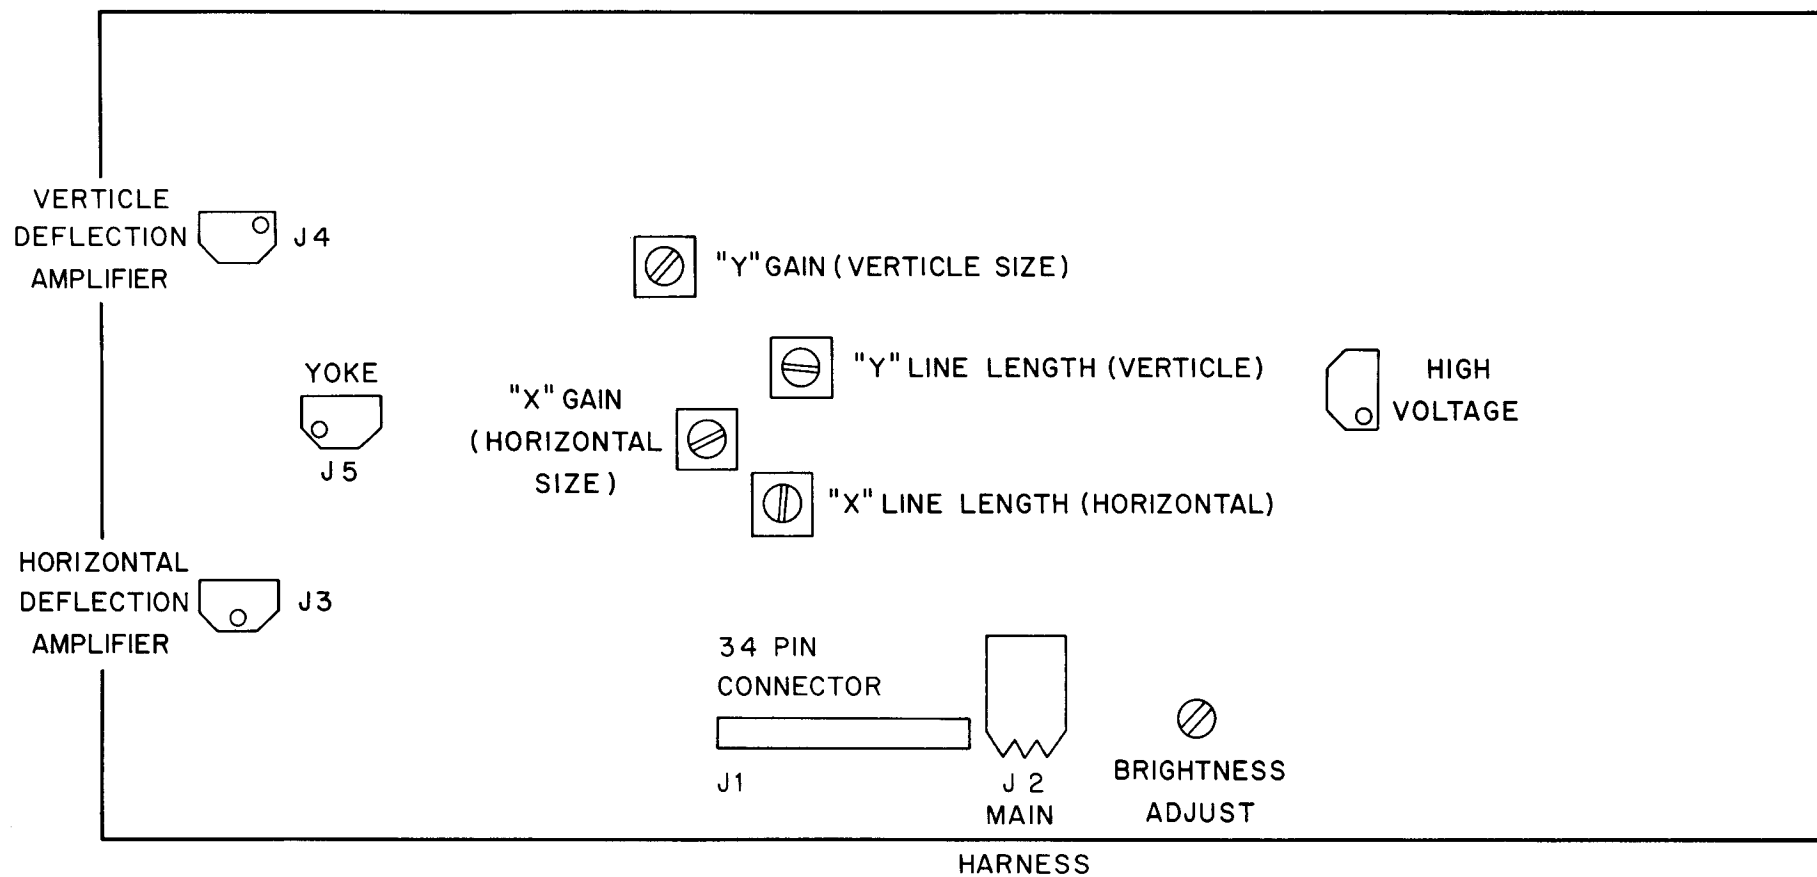 VERTICLE
DEFLECTION
AMPLIFIER
J4
"Y" GAIN (VERTICLE SIZE)
"Y" LINE LENGTH (VERTICLE)
HIGH
VOLTAGE
YOKE
J5
"X" GAIN
(HORIZONTAL
SIZE)
"X" LINE LENGTH (HORIZONTAL)
HORIZONTAL
DEFLECTION
AMPLIFIER
J3
34 PIN
CONNECTOR
J1
J2
MAIN
HARNESS
BRIGHTNESS
ADJUST